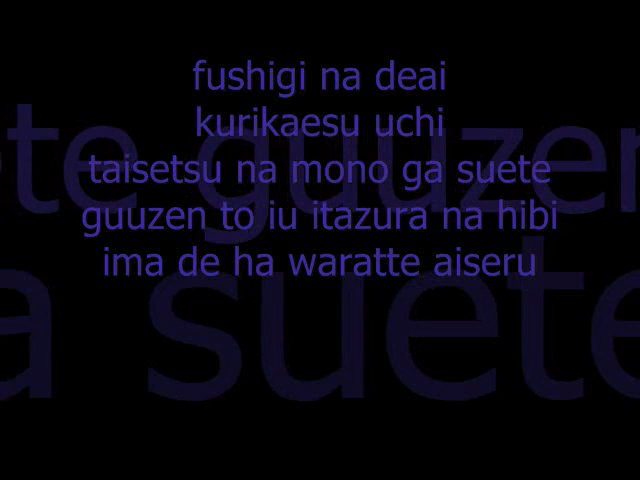 fushigi na deai
kurikaesu uchi
taisetsu na mono ga suete
guuzen to iu itazura na hibi
ima de ha waratte aiseru
ete guuzen
a suete